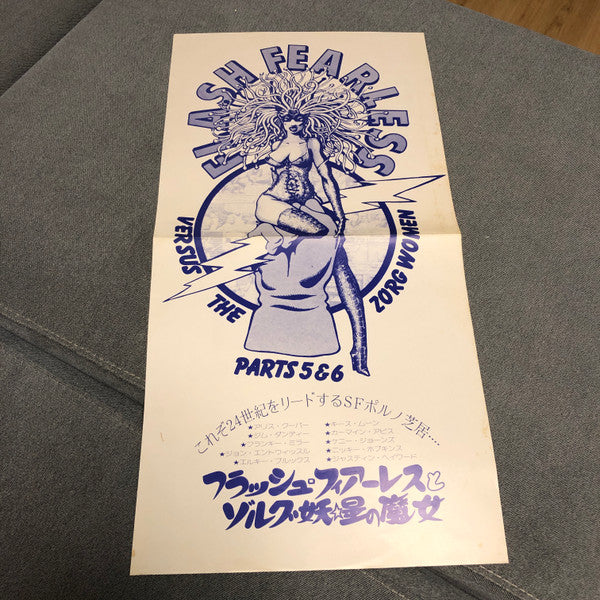 FLASH FEARLESS
VERSUS THE ZORG WOMEN
PARTS 5 & 6
これぞ24世紀をリードするSFポルノ芝居‥‥
★アリス・クーパー ★キース・ムーン
★ジム・ダンディー ★カーマイン・アピス
★フランキー・ミラー ★ケニー・ジョーンズ
★ジョン・エントウィッスル ★ニッキー・ホプキンス
★エルキー・ブルックス ★ジャスティン・ヘイワード
フラッシュ・フィアーレスと
ゾルグ妖☆星の魔女